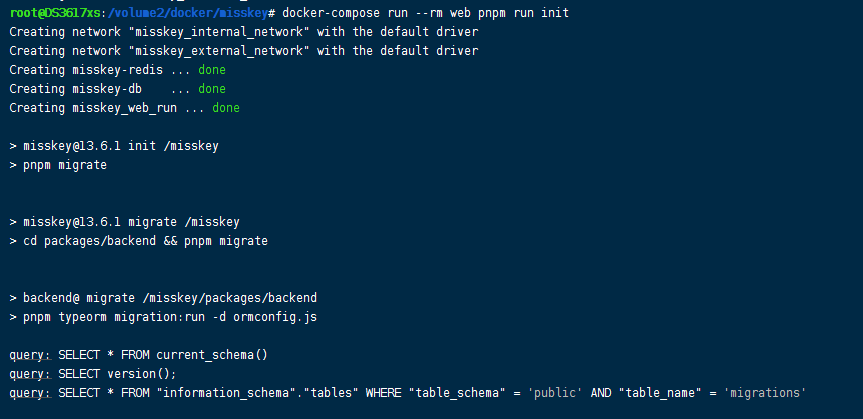 root@DS3617xs:/volume2/docker/misskey# docker-compose run --rm web pnpm run init
Creating network "misskey_internal_network" with the default driver
Creating network "misskey_external_network" with the default driver
Creating misskey-redis ... done
Creating misskey-db    ... done
Creating misskey_web_run ... done
> misskey@13.6.1 init /misskey
> pnpm migrate
> misskey@13.6.1 migrate /misskey
> cd packages/backend && pnpm migrate
> backend@ migrate /misskey/packages/backend
> pnpm typeorm migration:run -d ormconfig.js
query: SELECT * FROM current_schema()
query: SELECT version();
query: SELECT * FROM "information_schema"."tables" WHERE "table_schema" = 'public' AND "table_name" = 'migrations'